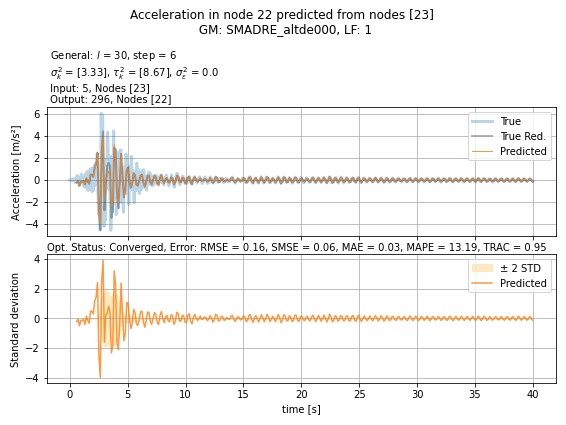 Acceleration in node 22 predicted from nodes [23]
GM: SMADRE_altde000, LF: 1
General: l = 30, step = 6
σ²ₖ = [3.33], τ²ₖ = [8.67], σ²_ε = 0.0
Input: 5, Nodes [23]
Output: 296, Nodes [22]
Acceleration [m/s²]
6
4
2
0
−2
−4
True
True Red.
Predicted
Opt. Status: Converged, Error: RMSE = 0.16, SMSE = 0.06, MAE = 0.03, MAPE = 13.19, TRAC = 0.95
Standard deviation
4
2
0
−2
−4
± 2 STD
Predicted
0 5 10 15 20 25 30 35 40
time [s]